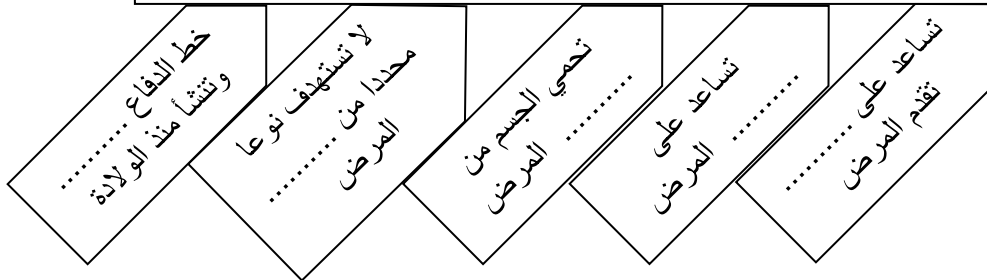 تساعد على ..........
تقدم المرض
تساعد على
.......... المرض
تحمي الجسم من
.......... المرض
لا تستهدف نوعا
محددا من ..........
المرض
خط الدفاع ..........
وتنشأ منذ الولادة